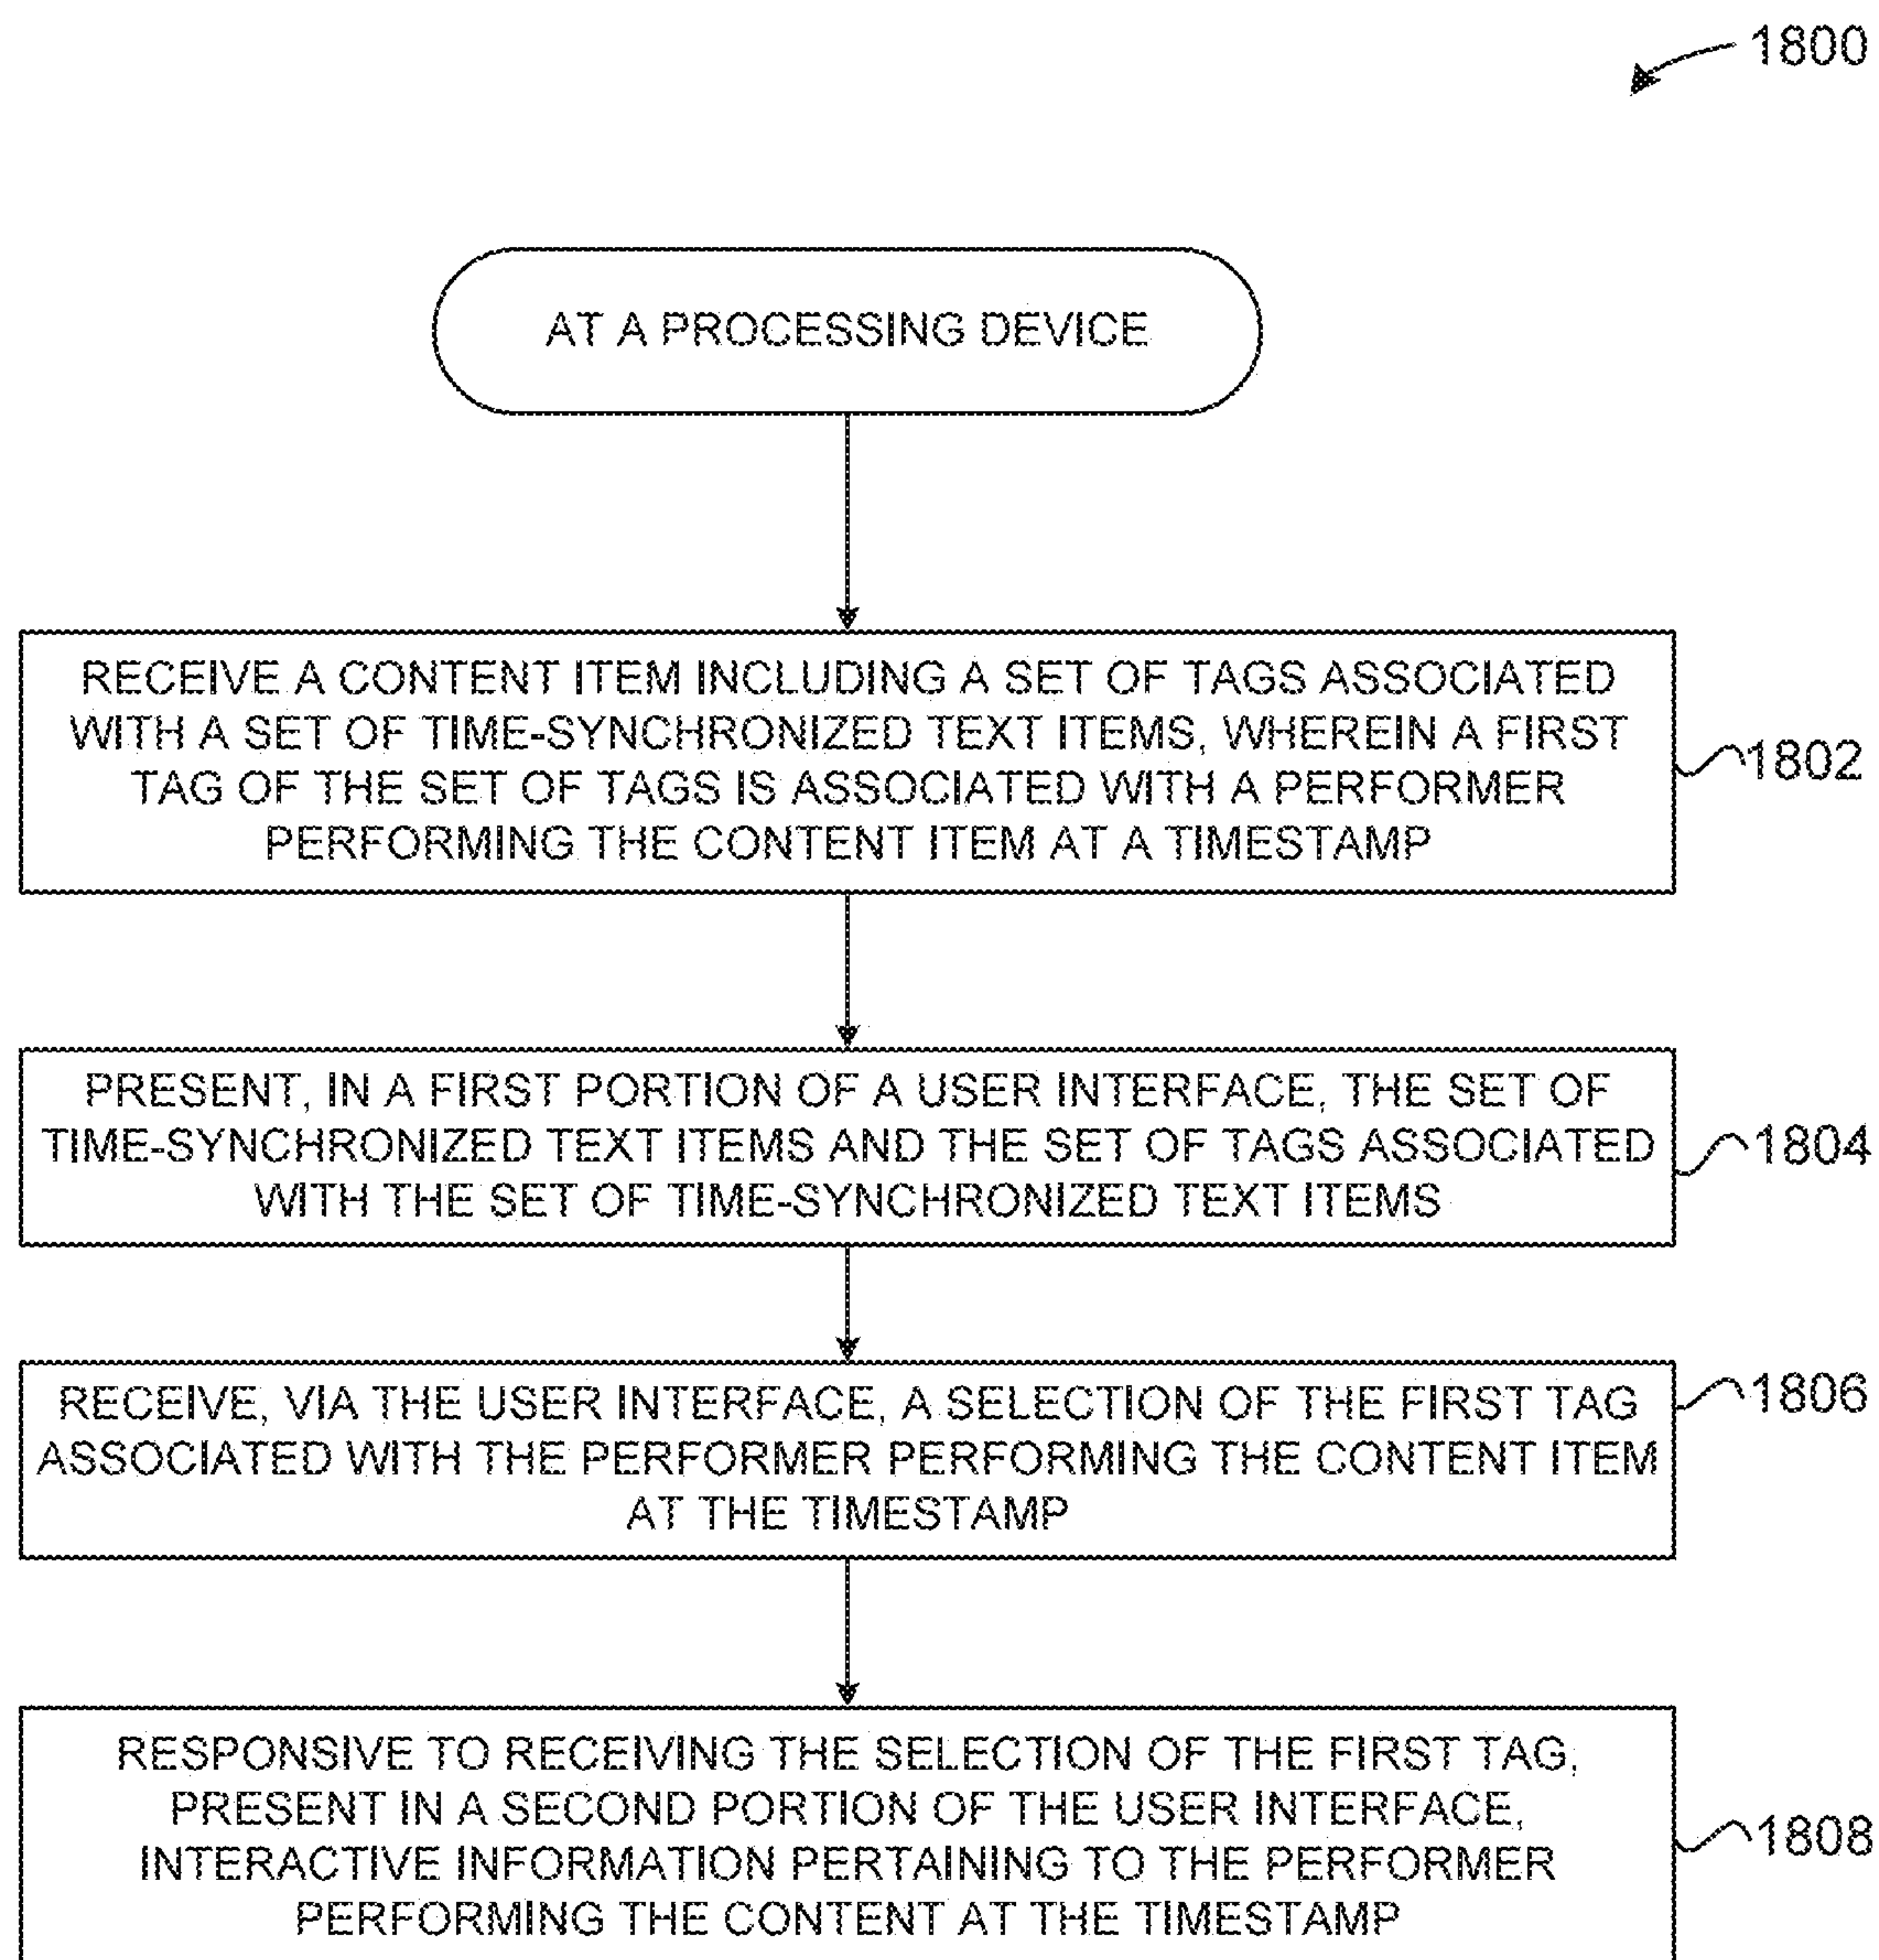 1800
AT A PROCESSING DEVICE
RECEIVE A CONTENT ITEM INCLUDING A SET OF TAGS ASSOCIATED
WITH A SET OF TIME-SYNCHRONIZED TEXT ITEMS, WHEREIN A FIRST
TAG OF THE SET OF TAGS IS ASSOCIATED WITH A PERFORMER
PERFORMING THE CONTENT ITEM AT A TIMESTAMP
1802
PRESENT, IN A FIRST PORTION OF A USER INTERFACE, THE SET OF
TIME-SYNCHRONIZED TEXT ITEMS AND THE SET OF TAGS ASSOCIATED
WITH THE SET OF TIME-SYNCHRONIZED TEXT ITEMS
1804
RECEIVE, VIA THE USER INTERFACE, A SELECTION OF THE FIRST TAG
ASSOCIATED WITH THE PERFORMER PERFORMING THE CONTENT ITEM
AT THE TIMESTAMP
1806
RESPONSIVE TO RECEIVING THE SELECTION OF THE FIRST TAG,
PRESENT IN A SECOND PORTION OF THE USER INTERFACE,
INTERACTIVE INFORMATION PERTAINING TO THE PERFORMER
PERFORMING THE CONTENT AT THE TIMESTAMP
1808